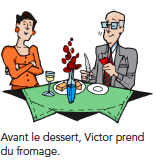 Avant le dessert, Victor prend
du fromage.